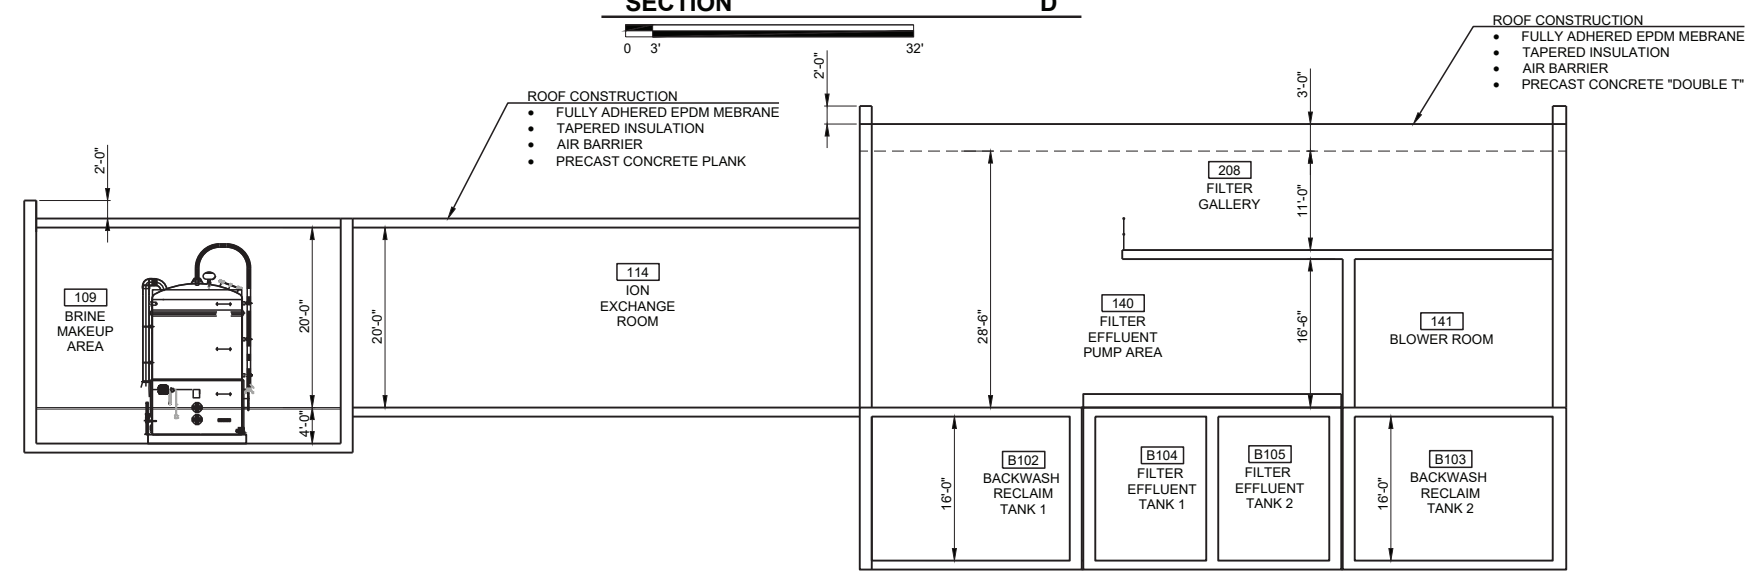 SECTION D
0 3' 32'
ROOF CONSTRUCTION
• FULLY ADHERED EPDM MEBRANE
• TAPERED INSULATION
• AIR BARRIER
• PRECAST CONCRETE PLANK
ROOF CONSTRUCTION
• FULLY ADHERED EPDM MEBRANE
• TAPERED INSULATION
• AIR BARRIER
• PRECAST CONCRETE "DOUBLE T"
2'-0"
2'-0"
3'-0"
109
BRINE
MAKEUP
AREA
20'-0"
4'-0"
20'-0"
114
ION
EXCHANGE
ROOM
28'-6"
208
FILTER
GALLERY
11'-0"
140
FILTER
EFFLUENT
PUMP AREA
16'-6"
141
BLOWER ROOM
16'-0"
B102
BACKWASH
RECLAIM
TANK 1
B104
FILTER
EFFLUENT
TANK 1
B105
FILTER
EFFLUENT
TANK 2
16'-0"
B103
BACKWASH
RECLAIM
TANK 2